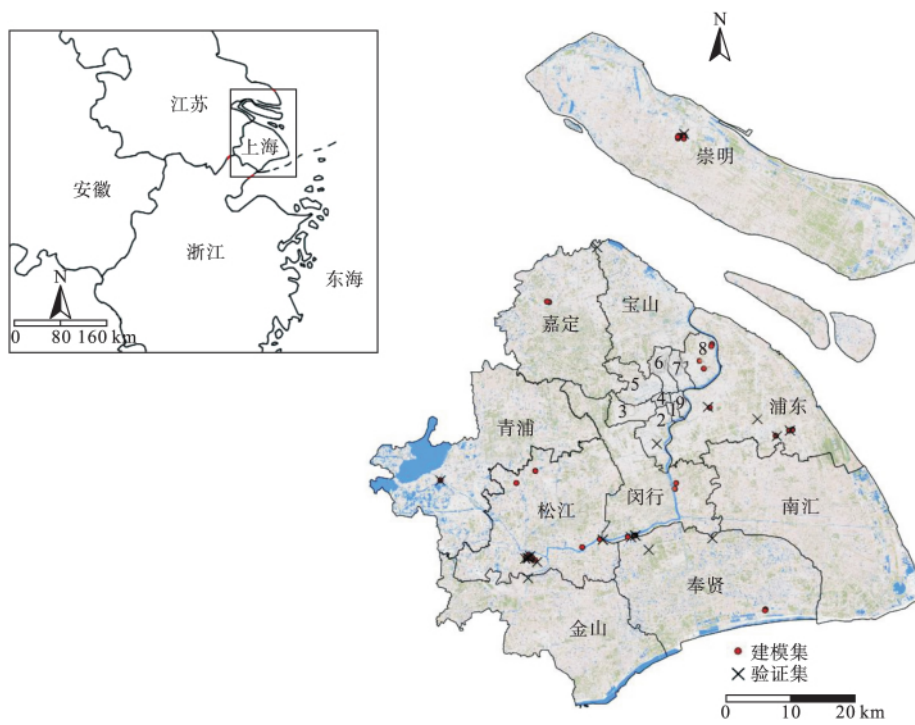 N
江苏
上海
安徽
浙江
东海
N
0 80 160 km
崇明
宝山
嘉定
8
6
7
5
4
9
3
1
2
浦东
青浦
闵行
南汇
松江
奉贤
金山
建模集
验证集
0 10 20 km